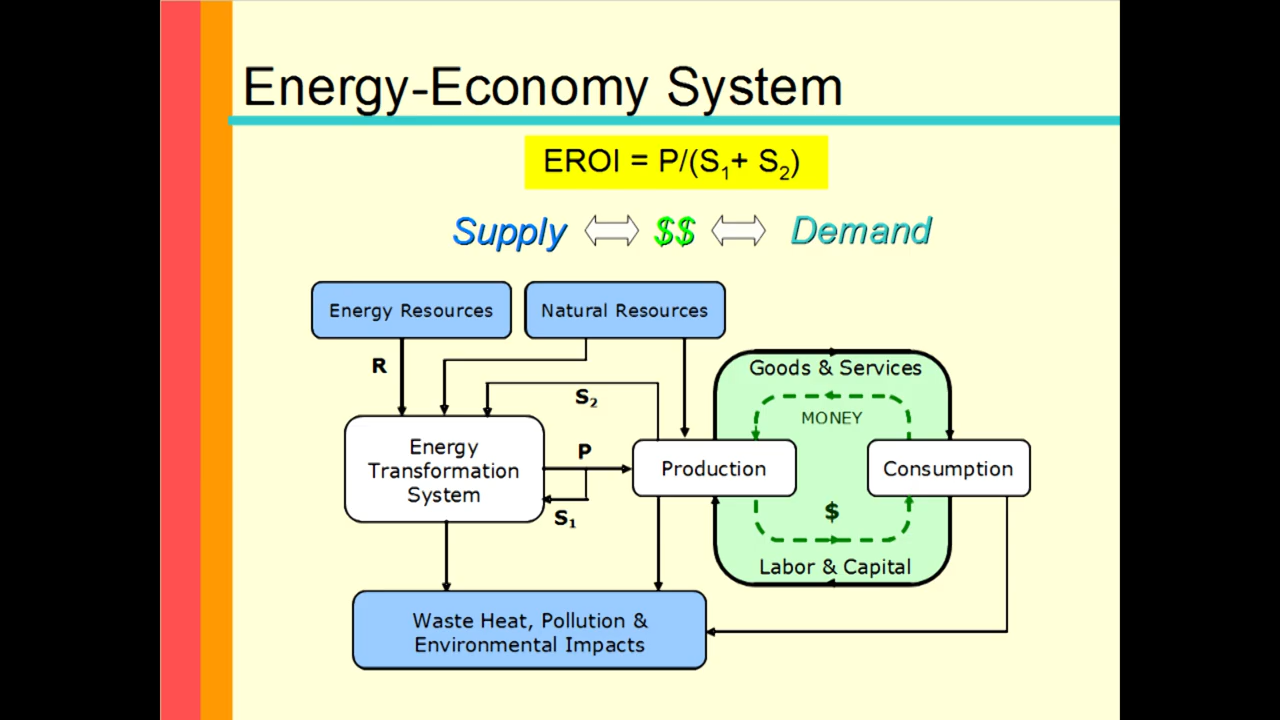 Energy-Economy System
EROI = P/(S₁+ S₂)
Supply $$ Demand
Energy Resources
Natural Resources
R
Goods & Services
S₂
MONEY
Energy
Transformation
System
P
Production
Consumption
S₁
$
Labor & Capital
Waste Heat, Pollution &
Environmental Impacts